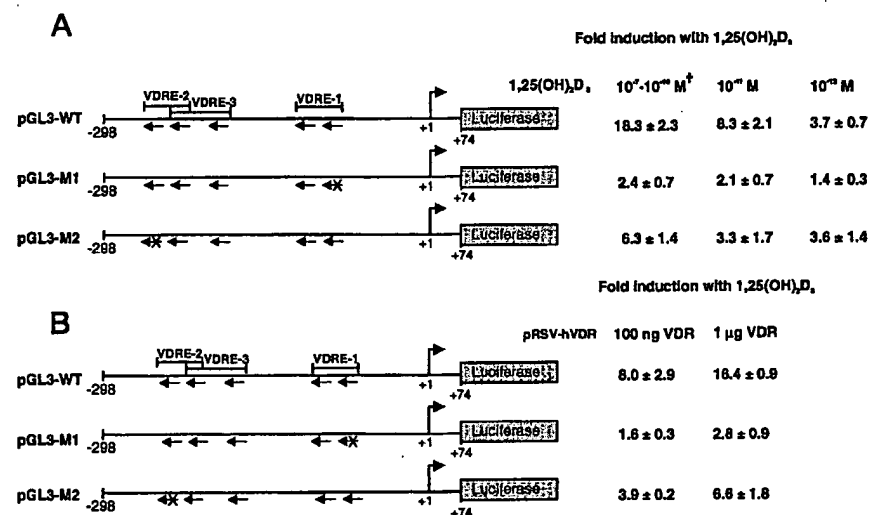 A
Fold induction with 1,25(OH)₂D₃
1,25(OH)₂D₃ 10⁻⁷-10⁻¹⁰ M† 10⁻¹¹ M 10⁻¹³ M
VDRE-2
VDRE-3
VDRE-1
pGL3-WT -298 +1 +74 Luciferase 18.3 ± 2.3 8.3 ± 2.1 3.7 ± 0.7
pGL3-M1 -298 X +1 +74 Luciferase 2.4 ± 0.7 2.1 ± 0.7 1.4 ± 0.3
pGL3-M2 -298 X +1 +74 Luciferase 6.3 ± 1.4 3.3 ± 1.7 3.6 ± 1.4
Fold induction with 1,25(OH)₂D₃
B
pRSV-hVDR 100 ng VDR 1 µg VDR
VDRE-2
VDRE-3
VDRE-1
pGL3-WT -298 +1 +74 Luciferase 8.0 ± 2.9 16.4 ± 0.9
pGL3-M1 -298 X +1 +74 Luciferase 1.6 ± 0.3 2.8 ± 0.9
pGL3-M2 -298 X +1 +74 Luciferase 3.9 ± 0.2 6.6 ± 1.8